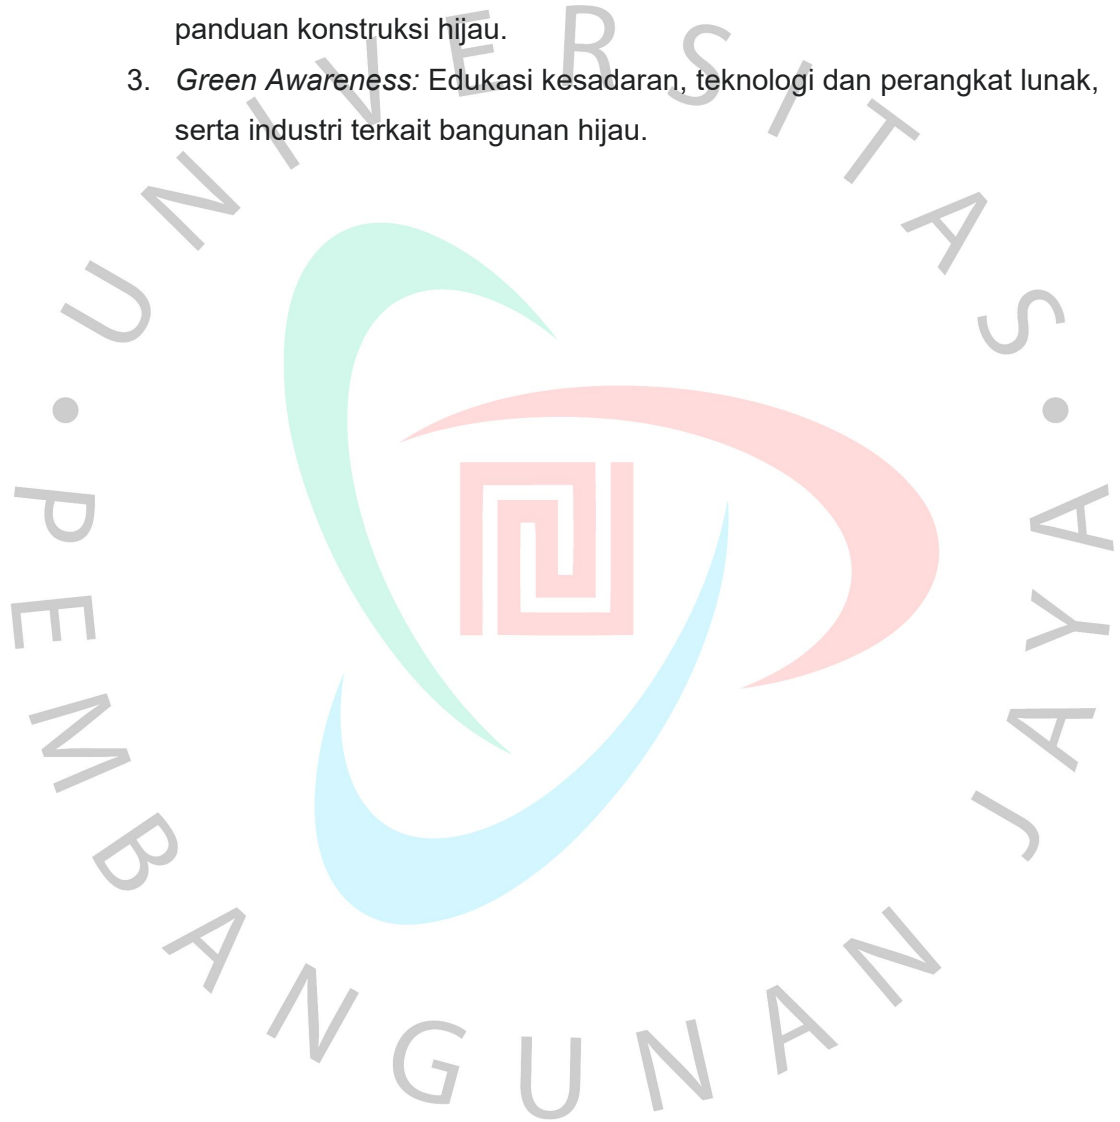 panduan konstruksi hijau.
3. Green Awareness: Edukasi kesadaran, teknologi dan perangkat lunak,
serta industri terkait bangunan hijau.
UNIVERSITAS • PEMBANGUNAN JAYA •